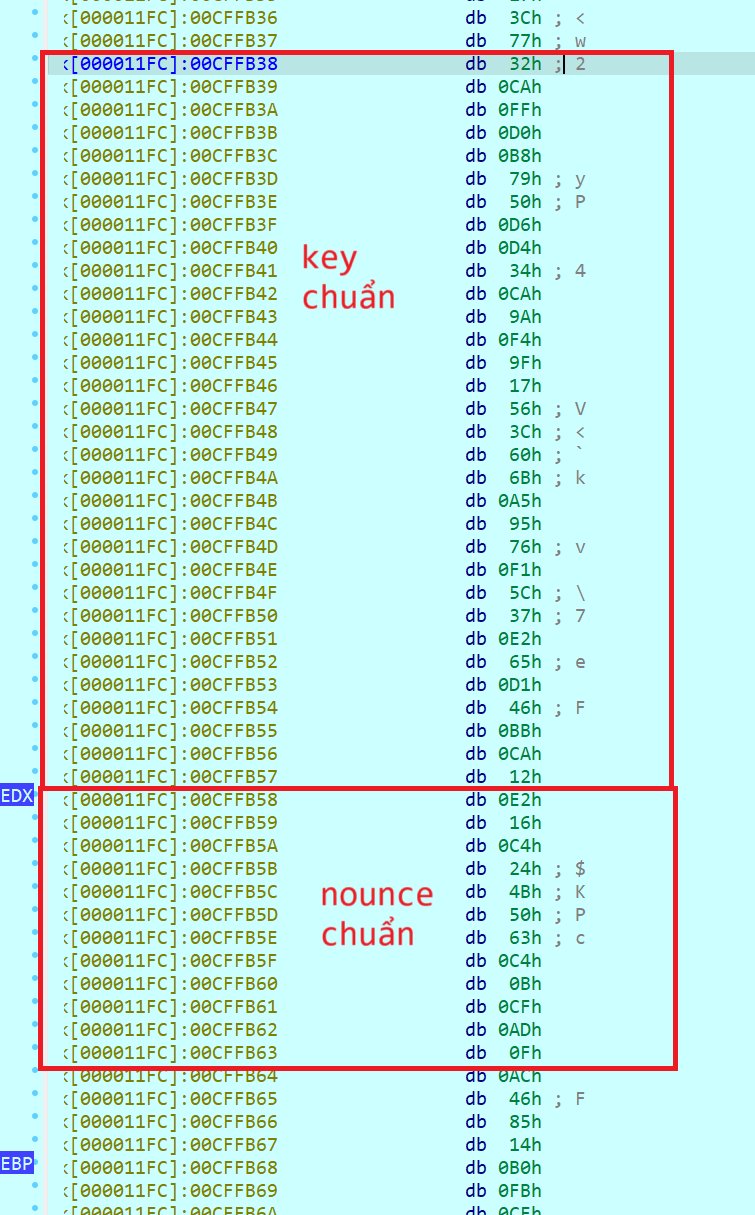 k[000011FC]:00CFFB36 db 3Ch ; <
k[000011FC]:00CFFB37 db 77h ; w
k[000011FC]:00CFFB38 db 32h ; 2
k[000011FC]:00CFFB39 db 0CAh
k[000011FC]:00CFFB3A db 0FFh
k[000011FC]:00CFFB3B db 0D0h
k[000011FC]:00CFFB3C db 0B8h
k[000011FC]:00CFFB3D db 79h ; y
k[000011FC]:00CFFB3E db 50h ; P
k[000011FC]:00CFFB3F db 0D6h
k[000011FC]:00CFFB40 db 0D4h
key
k[000011FC]:00CFFB41 db 34h ; 4
k[000011FC]:00CFFB42 db 0CAh
chuẩn
k[000011FC]:00CFFB43 db 9Ah
k[000011FC]:00CFFB44 db 0F4h
k[000011FC]:00CFFB45 db 9Fh
k[000011FC]:00CFFB46 db 17h
k[000011FC]:00CFFB47 db 56h ; V
k[000011FC]:00CFFB48 db 3Ch ; <
k[000011FC]:00CFFB49 db 60h ; `
k[000011FC]:00CFFB4A db 6Bh ; k
k[000011FC]:00CFFB4B db 0A5h
k[000011FC]:00CFFB4C db 95h
k[000011FC]:00CFFB4D db 76h ; v
k[000011FC]:00CFFB4E db 0F1h
k[000011FC]:00CFFB4F db 5Ch ; \
k[000011FC]:00CFFB50 db 37h ; 7
k[000011FC]:00CFFB51 db 0E2h
k[000011FC]:00CFFB52 db 65h ; e
k[000011FC]:00CFFB53 db 0D1h
k[000011FC]:00CFFB54 db 46h ; F
k[000011FC]:00CFFB55 db 0BBh
k[000011FC]:00CFFB56 db 0CAh
k[000011FC]:00CFFB57 db 12h
EDX k[000011FC]:00CFFB58 db 0E2h
k[000011FC]:00CFFB59 db 16h
k[000011FC]:00CFFB5A db 0C4h
k[000011FC]:00CFFB5B db 24h ; $
k[000011FC]:00CFFB5C db 4Bh ; K
nounce
k[000011FC]:00CFFB5D db 50h ; P
k[000011FC]:00CFFB5E db 63h ; c
chuẩn
k[000011FC]:00CFFB5F db 0C4h
k[000011FC]:00CFFB60 db 0Bh
k[000011FC]:00CFFB61 db 0CFh
k[000011FC]:00CFFB62 db 0ADh
k[000011FC]:00CFFB63 db 0Fh
k[000011FC]:00CFFB64 db 0ACh
k[000011FC]:00CFFB65 db 46h ; F
k[000011FC]:00CFFB66 db 85h
k[000011FC]:00CFFB67 db 14h
EBP k[000011FC]:00CFFB68 db 0B0h
k[000011FC]:00CFFB69 db 0FBh